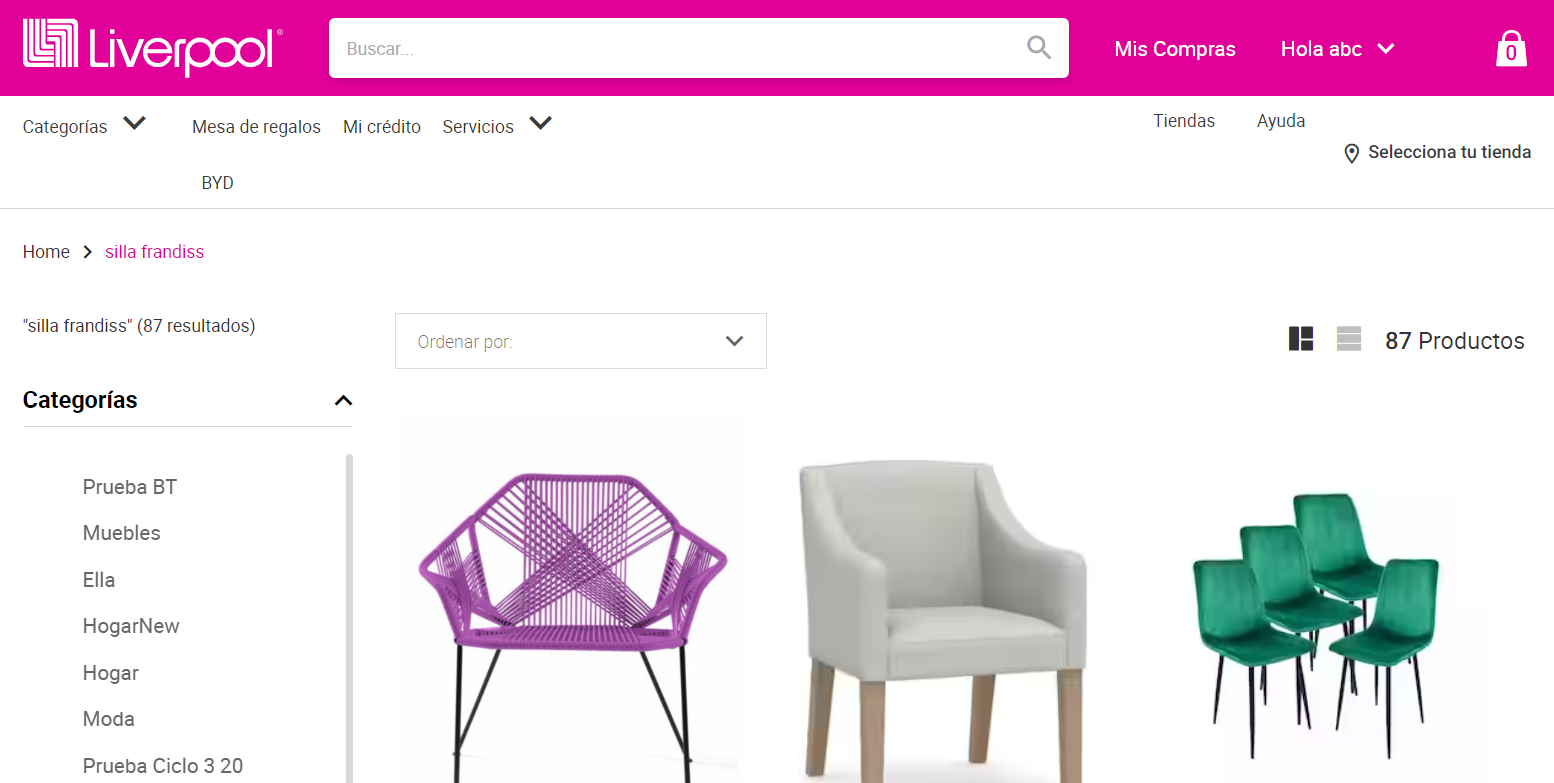 Liverpool®
Buscar...
Mis Compras
Hola abc
0
Categorías
Mesa de regalos
Mi crédito
Servicios
BYD
Tiendas
Ayuda
Selecciona tu tienda
Home
silla frandiss
"silla frandiss" (87 resultados)
Ordenar por:
87 Productos
Categorías
Prueba BT
Muebles
Ella
HogarNew
Hogar
Moda
Prueba Ciclo 3 20